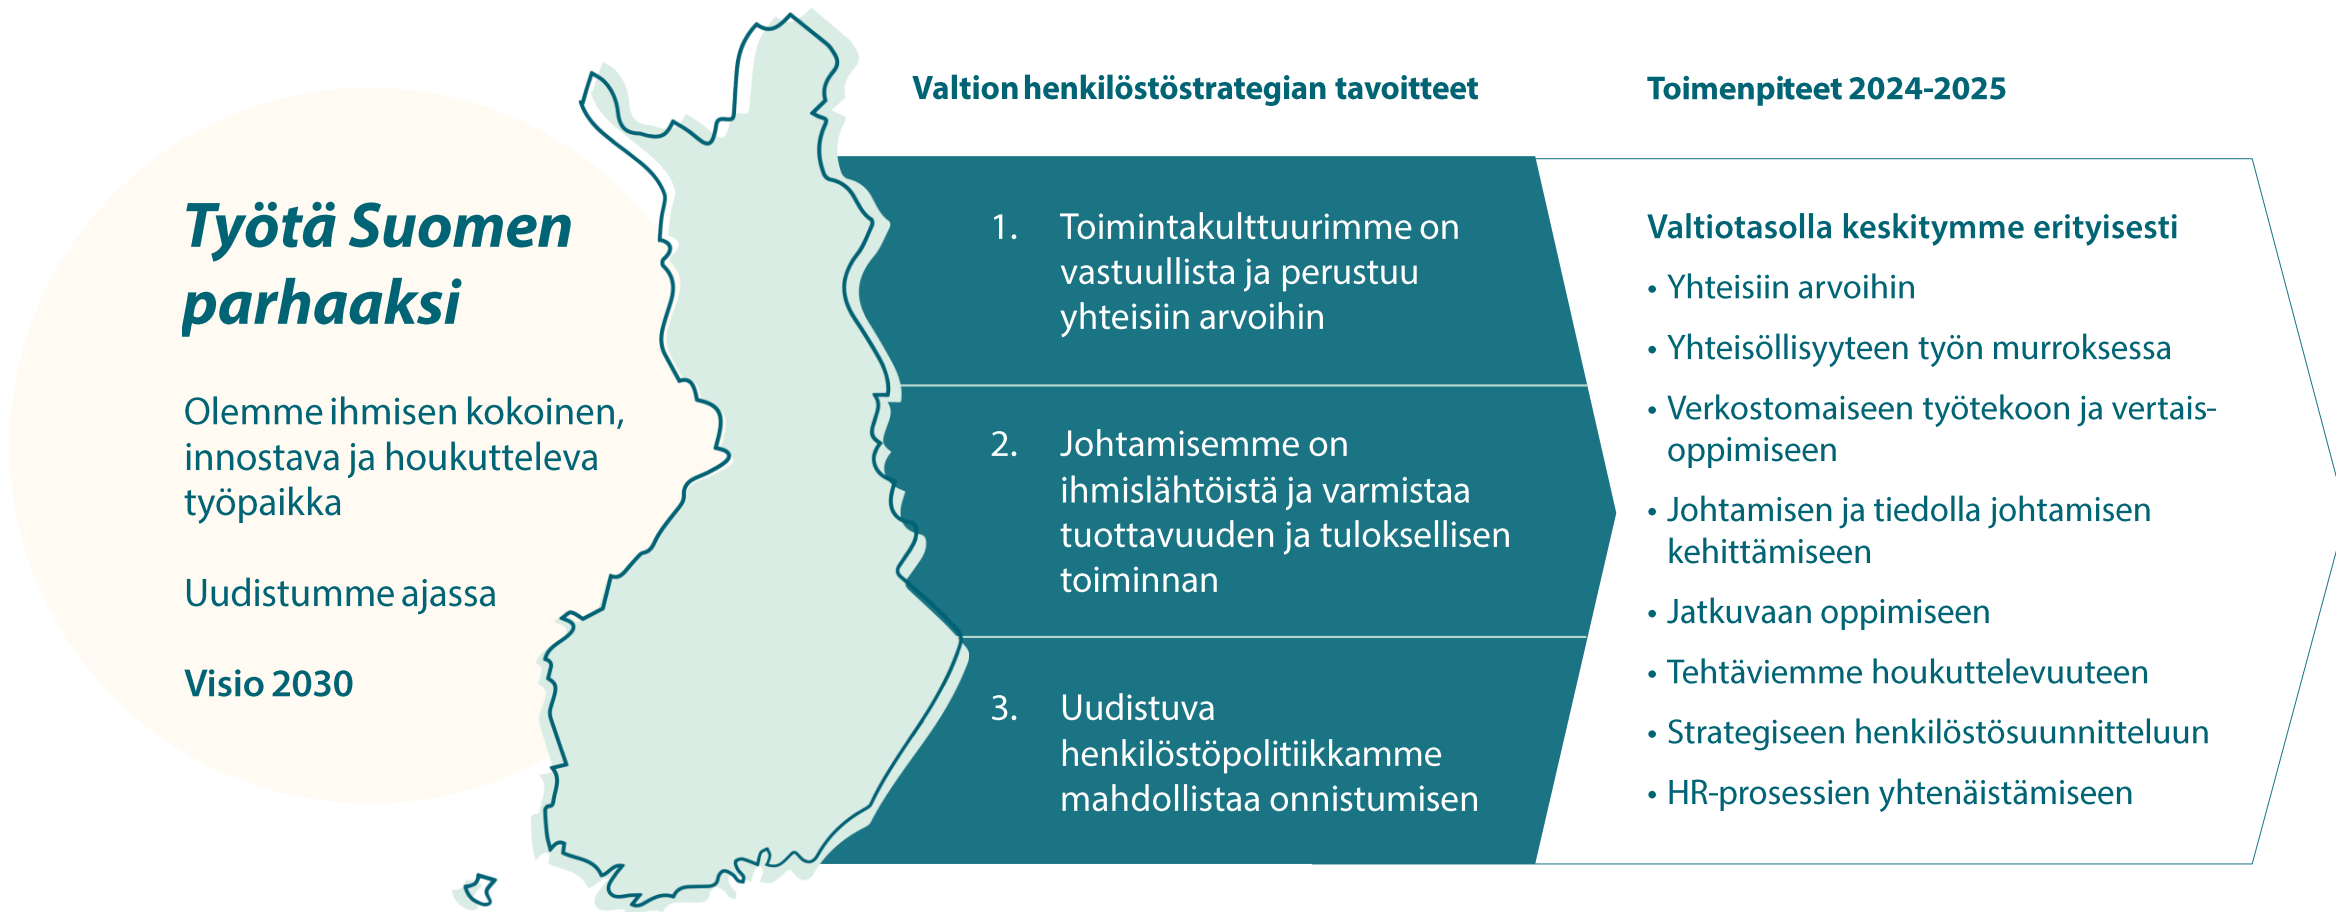 Työtä Suomen
parhaaksi
Olemme ihmisen kokoinen,
innostava ja houkutteleva
työpaikka
Uudistumme ajassa
Visio 2030
Valtion henkilöstöstrategian tavoitteet
1. Toimintakulttuurimme on
vastuullista ja perustuu
yhteisiin arvoihin
2. Johtamisemme on
ihmislähtöistä ja varmistaa
tuottavuuden ja tuloksellisen
toiminnan
3. Uudistuva
henkilöstöpolitiikkamme
mahdollistaa onnistumisen
Toimenpiteet 2024-2025
Valtiotasolla keskitymme erityisesti
• Yhteisiin arvoihin
• Yhteisöllisyyteen työn murroksessa
• Verkostomaiseen työtekoon ja vertais-
oppimiseen
• Johtamisen ja tiedolla johtamisen
kehittämiseen
• Jatkuvaan oppimiseen
• Tehtäviemme houkuttelevuuteen
• Strategiseen henkilöstösuunnitteluun
• HR-prosessien yhtenäistämiseen